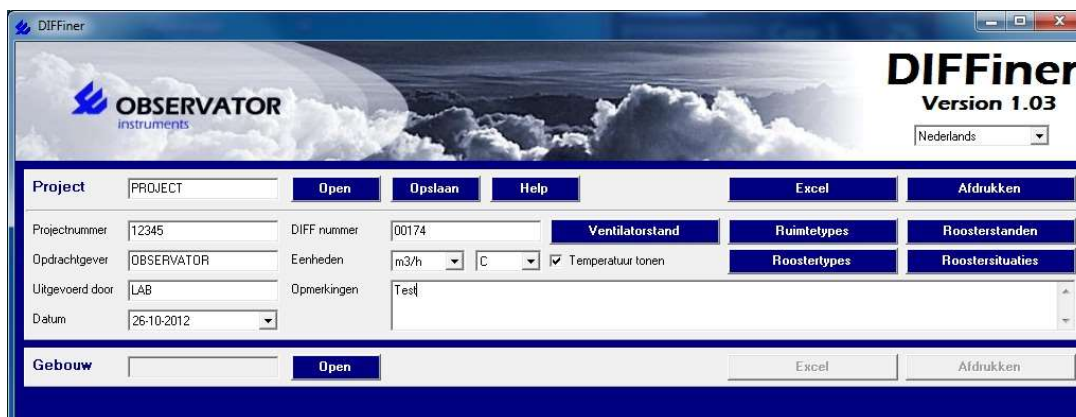 DIFFiner
OBSERVATOR
instruments
DIFFiner
Version 1.03
Nederlands
Project PROJECT Open Opslaan Help Excel Afdrukken
Projectnummer 12345 DIFF nummer 00174 Ventilatorstand Ruimtetypes Roosterstanden
Opdrachtgever OBSERVATOR Eenheden m3/h C Temperatuur tonen Roostertypes Roostersituaties
Uitgevoerd door LAB Opmerkingen Test
Datum 26-10-2012
Gebouw Open Excel Afdrukken